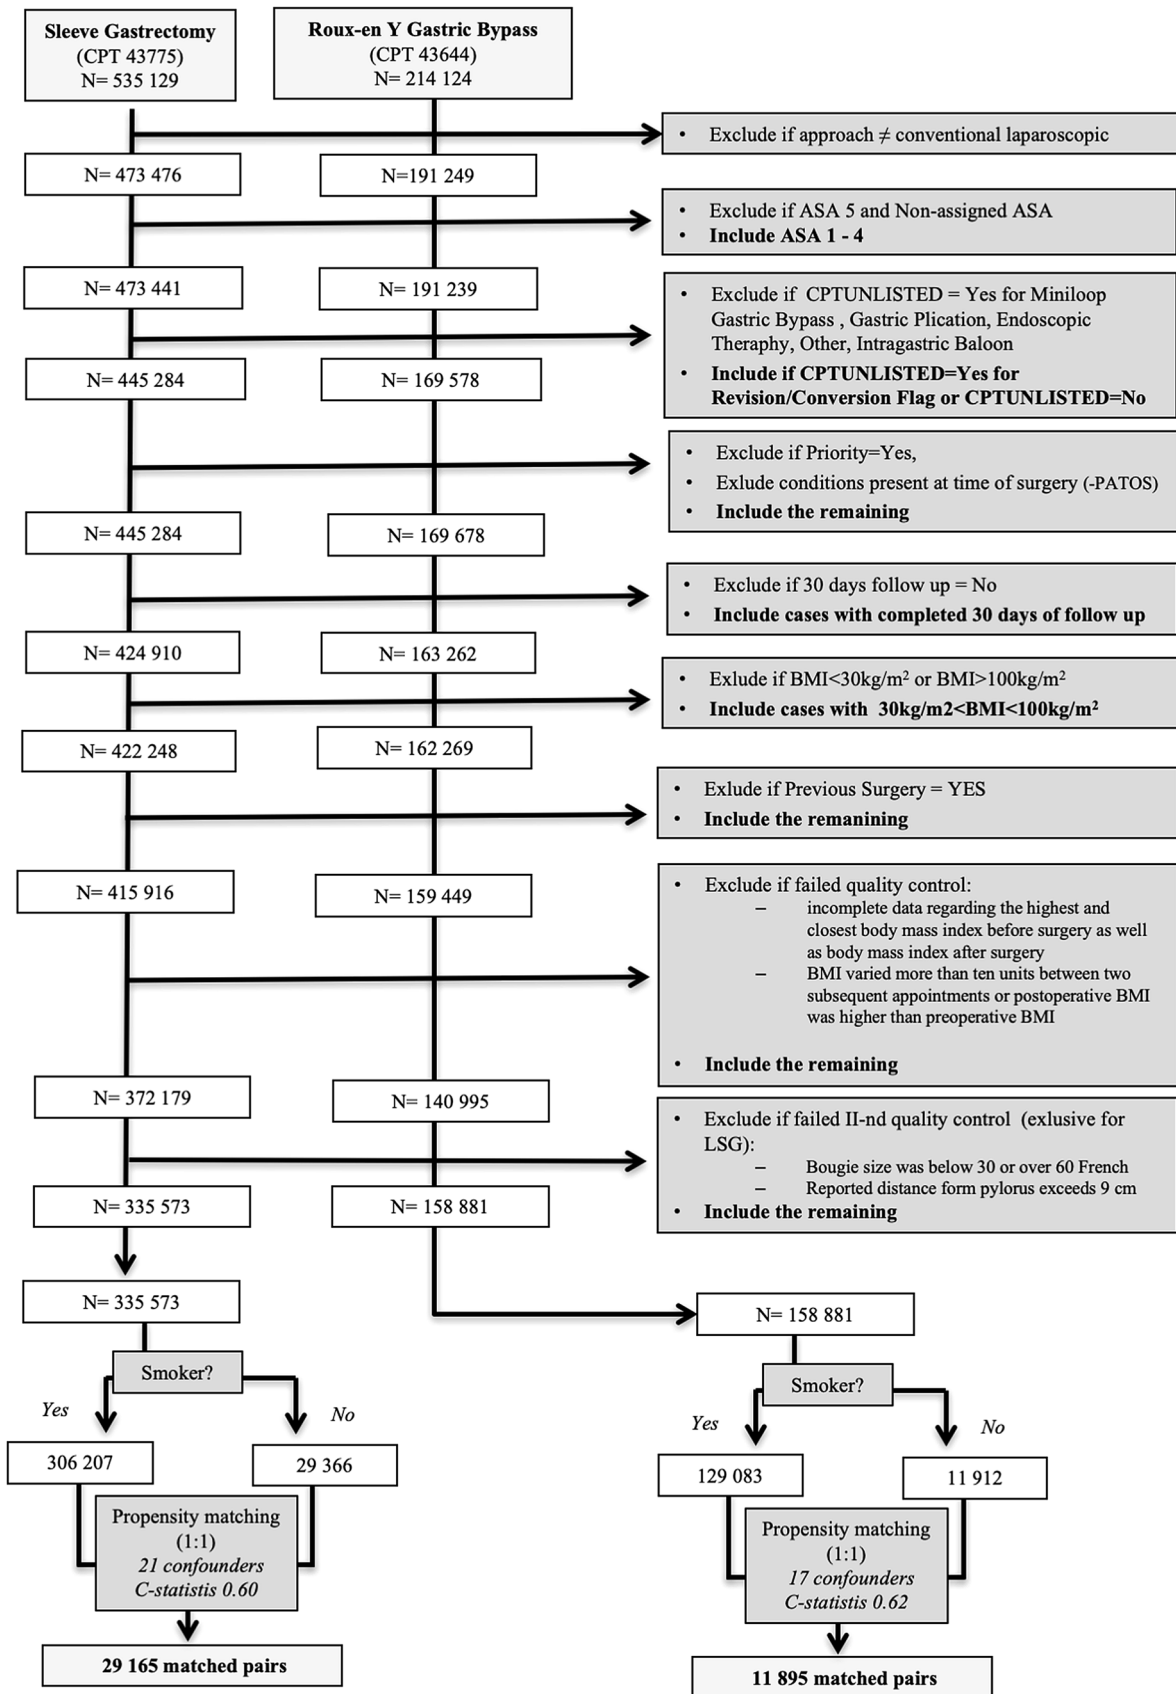 Sleeve Gastrectomy
(CPT 43775)
N= 535 129
Roux-en Y Gastric Bypass
(CPT 43644)
N= 214 124
• Exclude if approach ≠ conventional laparoscopic
N= 473 476
N=191 249
• Exclude if ASA 5 and Non-assigned ASA
• Include ASA 1 - 4
N= 473 441
N= 191 239
• Exclude if CPTUNLISTED = Yes for Miniloop
Gastric Bypass , Gastric Plication, Endoscopic
Theraphy, Other, Intragastric Baloon
• Include if CPTUNLISTED=Yes for
Revision/Conversion Flag or CPTUNLISTED=No
N= 445 284
N= 169 578
• Exclude if Priority=Yes,
• Exlude conditions present at time of surgery (-PATOS)
• Include the remaining
N= 445 284
N= 169 678
• Exclude if 30 days follow up = No
• Include cases with completed 30 days of follow up
N= 424 910
N= 163 262
• Exlude if BMI<30kg/m² or BMI>100kg/m²
• Include cases with 30kg/m2<BMI<100kg/m²
N= 422 248
N= 162 269
• Exlude if Previous Surgery = YES
• Include the remanining
N= 415 916
N= 159 449
• Exclude if failed quality control:
– incomplete data regarding the highest and
closest body mass index before surgery as well
as body mass index after surgery
– BMI varied more than ten units between two
subsequent appointments or postoperative BMI
was higher than preoperative BMI
• Include the remaining
N= 372 179
N= 140 995
• Exclude if failed II-nd quality control (exlusive for
LSG):
– Bougie size was below 30 or over 60 French
– Reported distance form pylorus exceeds 9 cm
• Include the remaining
N= 335 573
N= 158 881
N= 335 573
N= 158 881
Smoker?
Yes
No
306 207
29 366
Propensity matching
(1:1)
21 confounders
C-statistis 0.60
29 165 matched pairs
Smoker?
Yes
No
129 083
11 912
Propensity matching
(1:1)
17 confounders
C-statistis 0.62
11 895 matched pairs